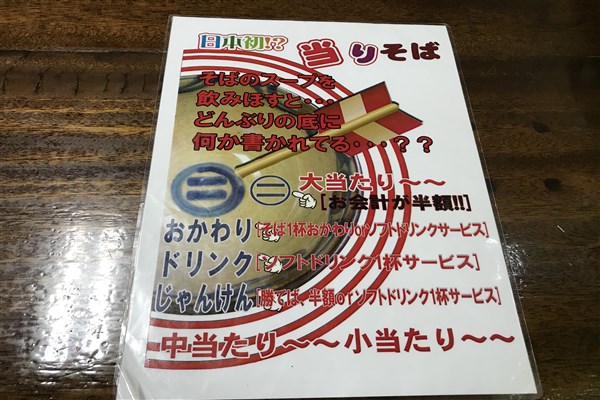 日本初!? 当りそば
そばのスープを
飲みほすと・・・
どんぶりの底に
何か書かれてる・・・??
大当たり～～
㊁ ㊁ [お会計が半額!!]
おかわり [そば1杯おかわりorソフトドリンクサービス]
ドリンク [ソフトドリンク1杯サービス]
じゃんけん [勝てば、半額orソフトドリンク1杯サービス]
中当たり～～小当たり～～